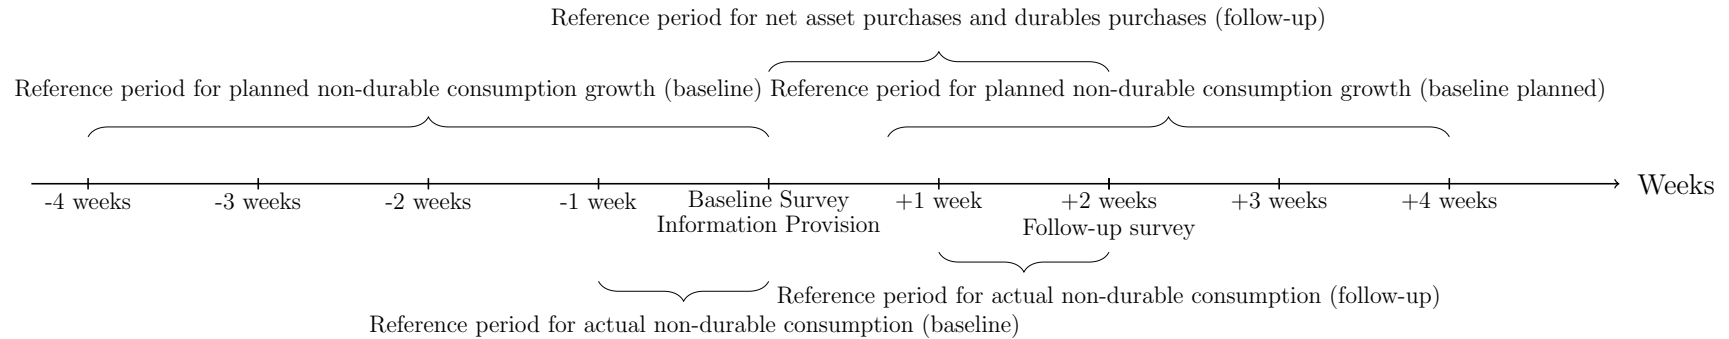 Reference period for net asset purchases and durables purchases (follow-up)
Reference period for planned non-durable consumption growth (baseline)
Reference period for planned non-durable consumption growth (baseline planned)
-4 weeks
-3 weeks
-2 weeks
-1 week
Baseline Survey
Information Provision
+1 week
+2 weeks
Follow-up survey
+3 weeks
+4 weeks
Weeks
Reference period for actual non-durable consumption (follow-up)
Reference period for actual non-durable consumption (baseline)